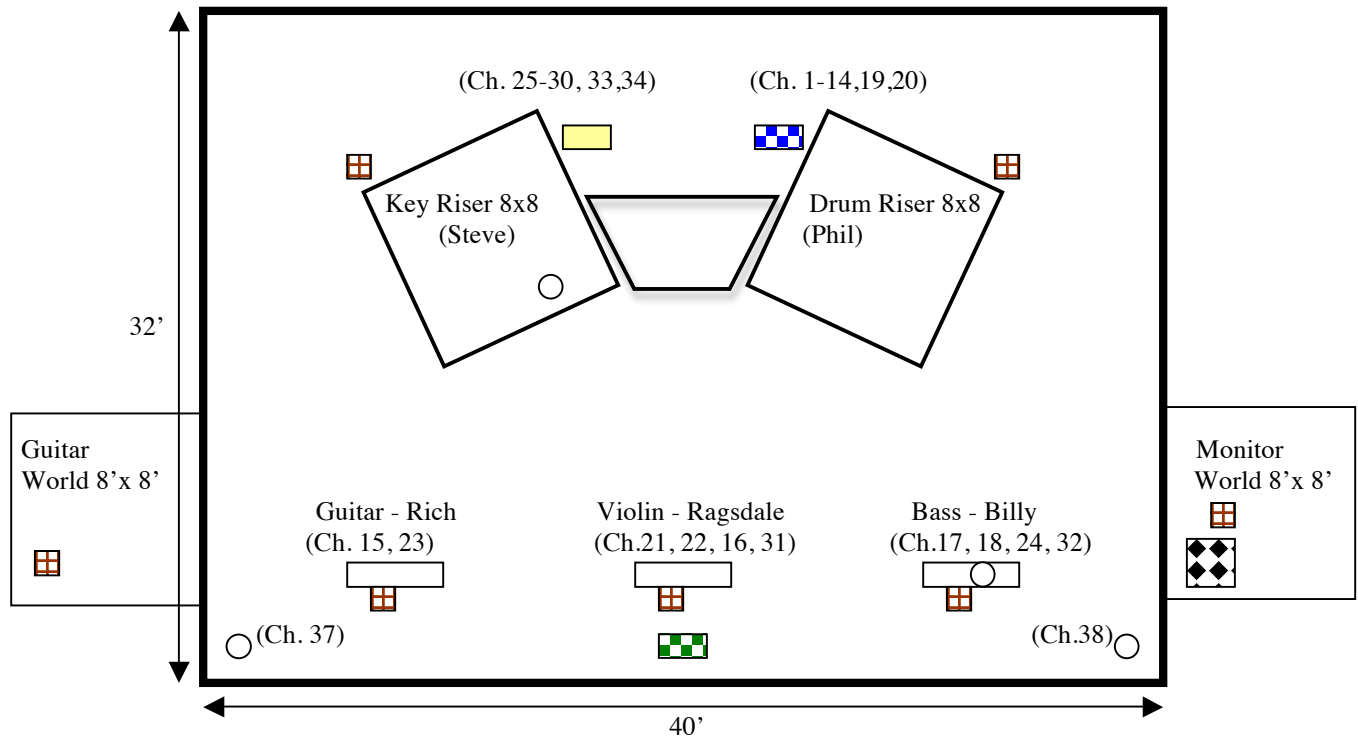 (Ch. 25-30, 33,34)
(Ch. 1-14,19,20)
Key Riser 8x8
(Steve)
Drum Riser 8x8
(Phil)
32’
Guitar
World 8’x 8’
Monitor
World 8’x 8’
Guitar - Rich
(Ch. 15, 23)
Violin - Ragsdale
(Ch.21, 22, 16, 31)
Bass - Billy
(Ch.17, 18, 24, 32)
(Ch. 37)
(Ch.38)
40’